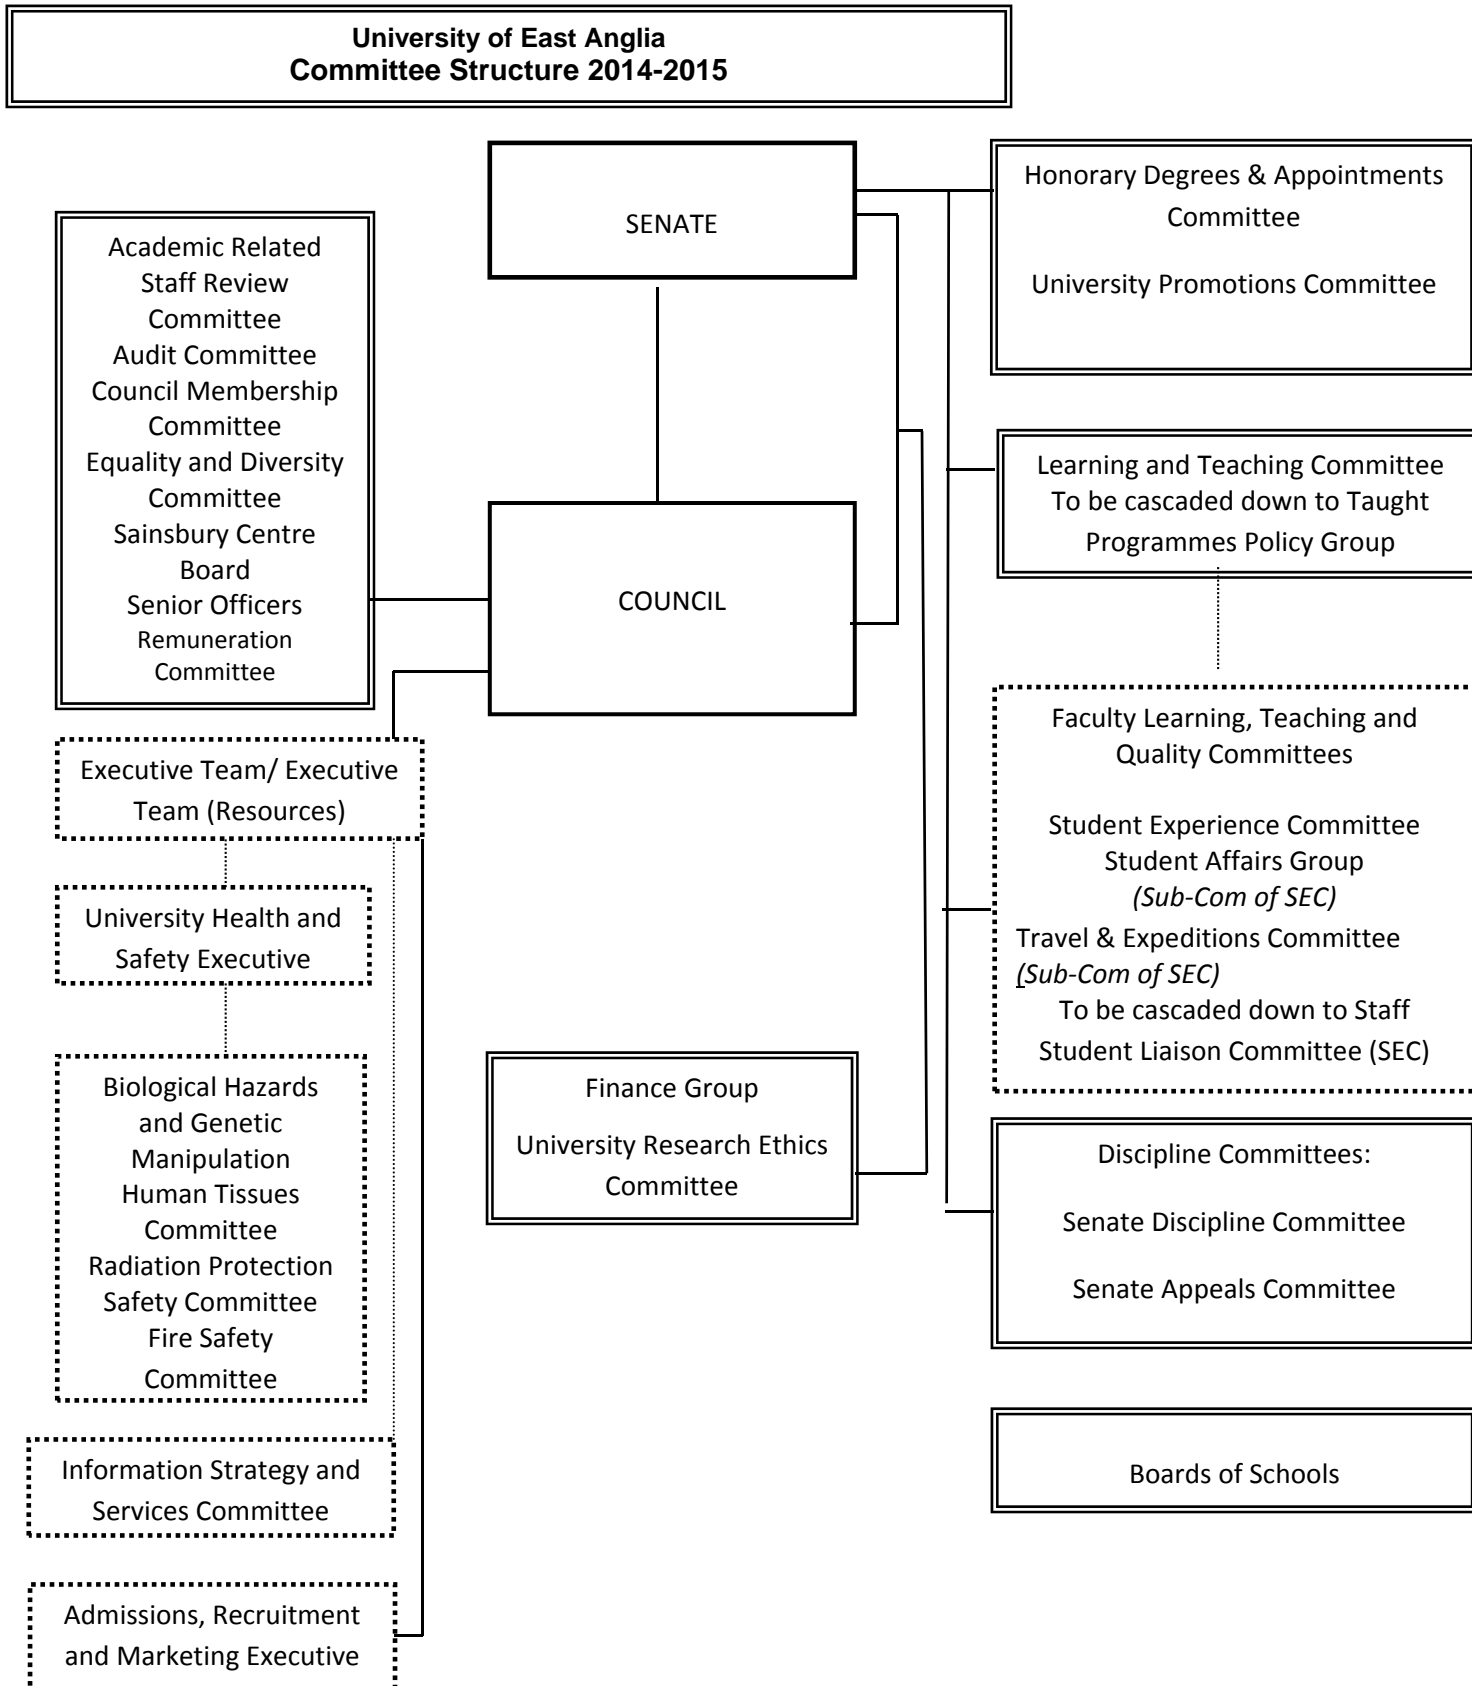 University of East Anglia
Committee Structure 2014-2015
SENATE
Honorary Degrees & Appointments
Committee
University Promotions Committee
Academic Related
Staff Review
Committee
Audit Committee
Council Membership
Committee
Equality and Diversity
Committee
Sainsbury Centre
Board
Senior Officers
Remuneration
Committee
Learning and Teaching Committee
To be cascaded down to Taught
Programmes Policy Group
COUNCIL
Executive Team/ Executive
Team (Resources)
Faculty Learning, Teaching and
Quality Committees
Student Experience Committee
Student Affairs Group
(Sub-Com of SEC)
Travel & Expeditions Committee
(Sub-Com of SEC)
To be cascaded down to Staff
Student Liaison Committee (SEC)
University Health and
Safety Executive
Biological Hazards
and Genetic
Manipulation
Human Tissues
Committee
Radiation Protection
Safety Committee
Fire Safety
Committee
Finance Group
University Research Ethics
Committee
Discipline Committees:
Senate Discipline Committee
Senate Appeals Committee
Information Strategy and
Services Committee
Boards of Schools
Admissions, Recruitment
and Marketing Executive